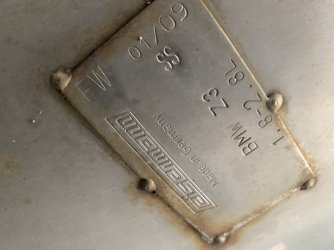 FW 01/09
BMW Z3
1.8-2.8L
eisenmann
Made in Germany